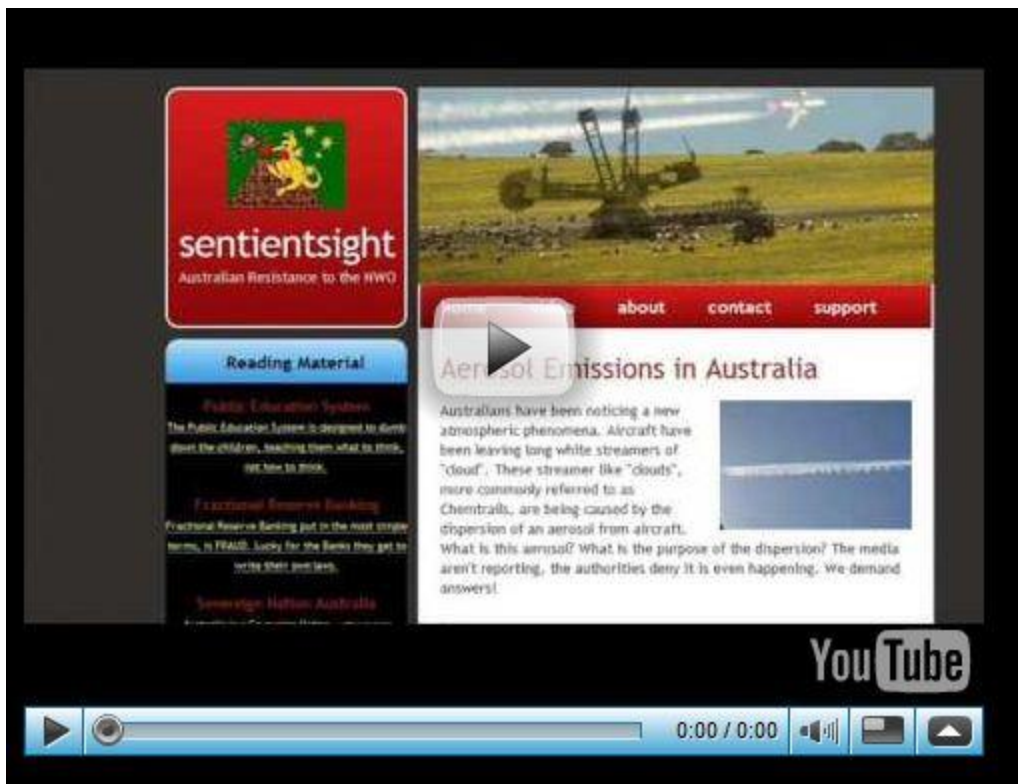 sentientsight
Australian Resistance to the NWO
home about contact support
Reading Material
Public Education System
The Public Education System is designed to dumb
down the children, teaching them what to think,
not how to think.
Fractional Reserve Banking
Fractional Reserve Banking put in the most simple
terms, is FRAUD. Lucky for the Banks they get to
write their own laws.
Sovereign Nation Australia
Aerosol Emissions in Australia
Australians have been noticing a new
atmospheric phenomena. Aircraft have
been leaving long white streamers of
"cloud". These streamer like "clouds",
more commonly referred to as
Chemtrails, are being caused by the
dispersion of an aerosol from aircraft.
What is this aerosol? What is the purpose of the dispersion? The media
aren't reporting, the authorities deny it is even happening. We demand
answers!
YouTube
0:00 / 0:00